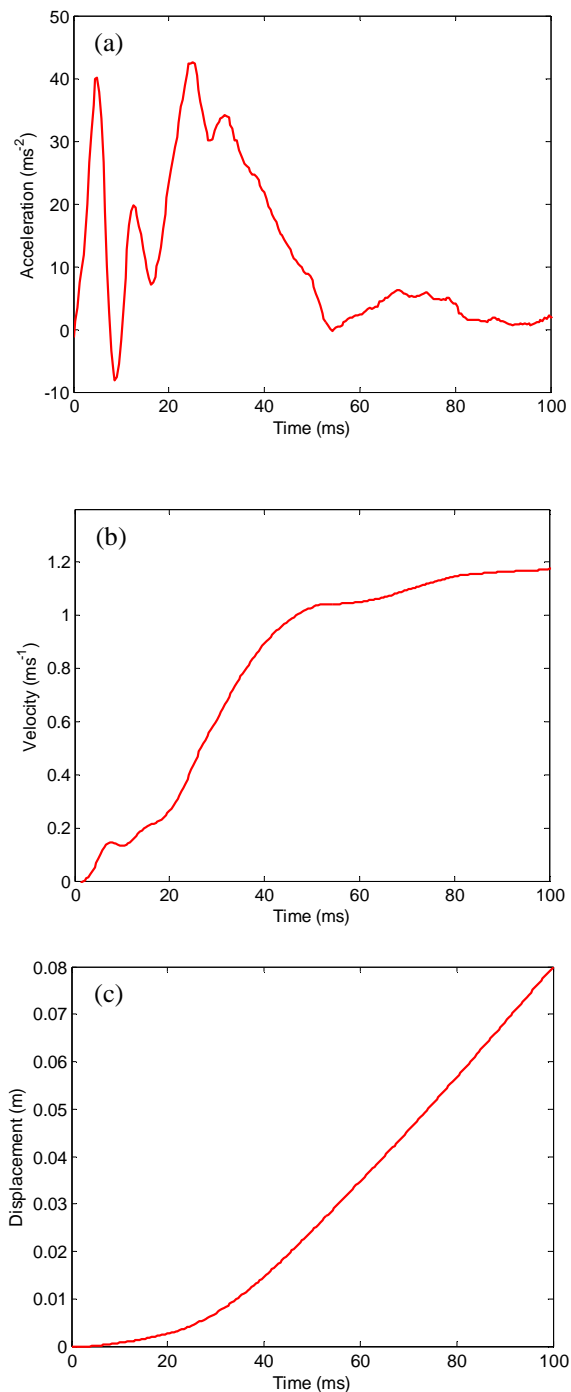 (a)
50
40
30
20
10
0
-10
Acceleration (ms-2)
0 20 40 60 80 100
Time (ms)
(b)
1.2
1
0.8
0.6
0.4
0.2
0
Velocity (ms-1)
0 20 40 60 80 100
Time (ms)
(c)
0.08
0.07
0.06
0.05
0.04
0.03
0.02
0.01
0
Displacement (m)
0 20 40 60 80 100
Time (ms)